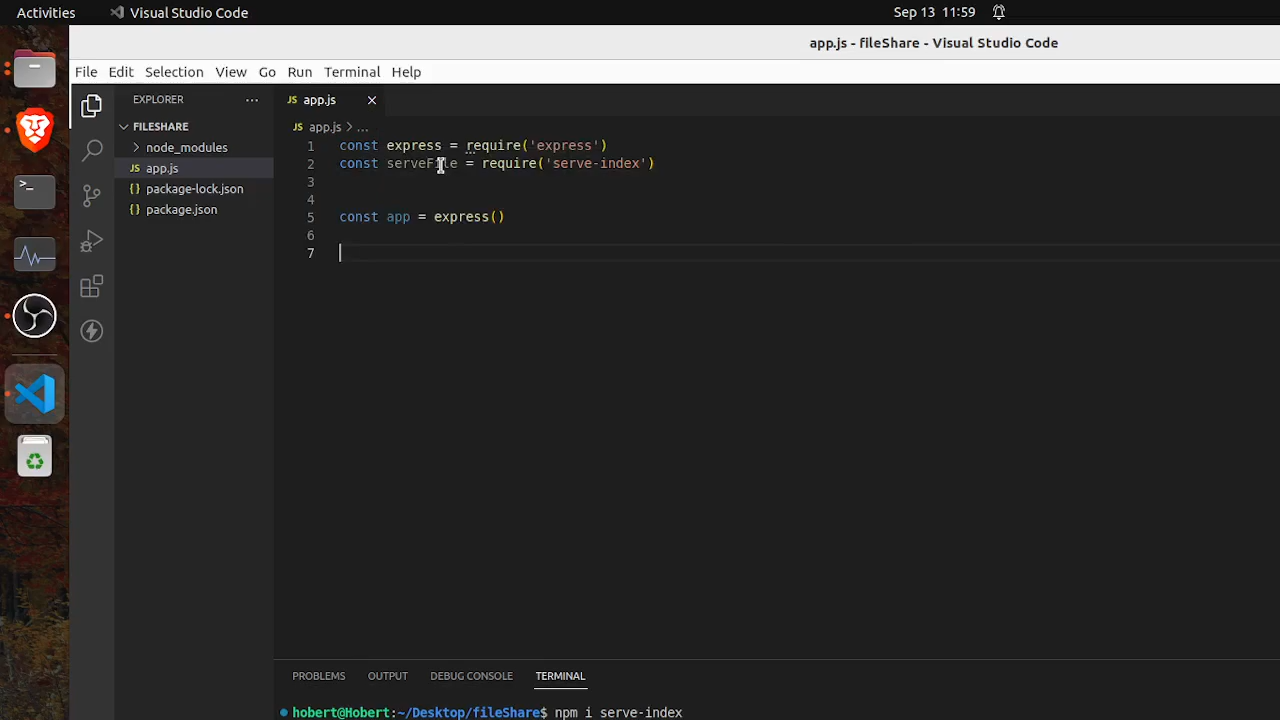 Activities
Visual Studio Code
Sep 13 11:59
app.js - fileShare - Visual Studio Code
File Edit Selection View Go Run Terminal Help
EXPLORER
JS app.js
FILESHARE
JS app.js > ...
node_modules
JS app.js
{} package-lock.json
{} package.json
1 const express = require('express')
2 const serveFile = require('serve-index')
3
4
5 const app = express()
6
7
PROBLEMS OUTPUT DEBUG CONSOLE TERMINAL
hobert@Hobert:~/Desktop/fileShare$ npm i serve-index